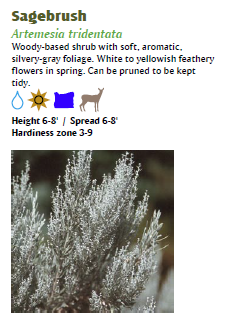 Sagebrush
Artemesia tridentata
Woody-based shrub with soft, aromatic,
silvery-gray foliage. White to yellowish feathery
flowers in spring. Can be pruned to be kept
tidy.
Height 6-8' / Spread 6-8'
Hardiness zone 3-9